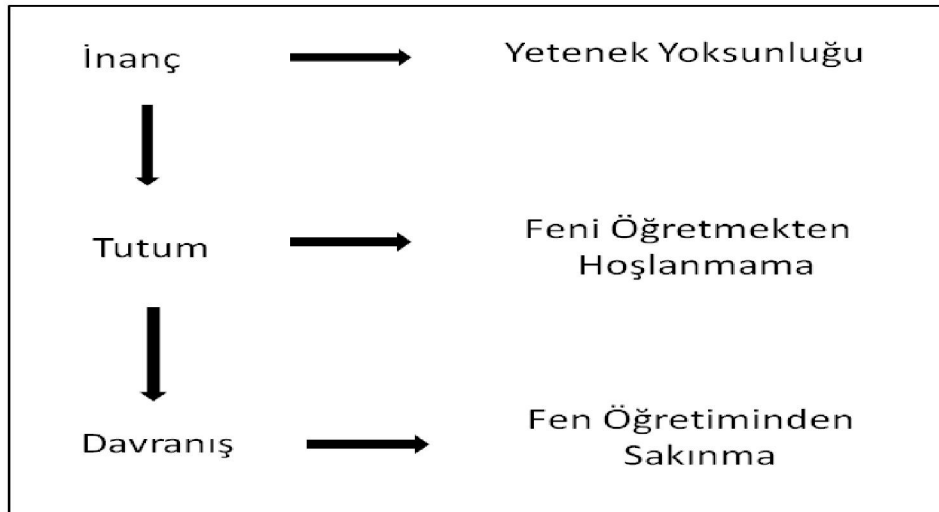 İnanç
Yetenek Yoksunluğu
Tutum
Feni Öğretmekten
Hoşlanmama
Davranış
Fen Öğretiminden
Sakınma